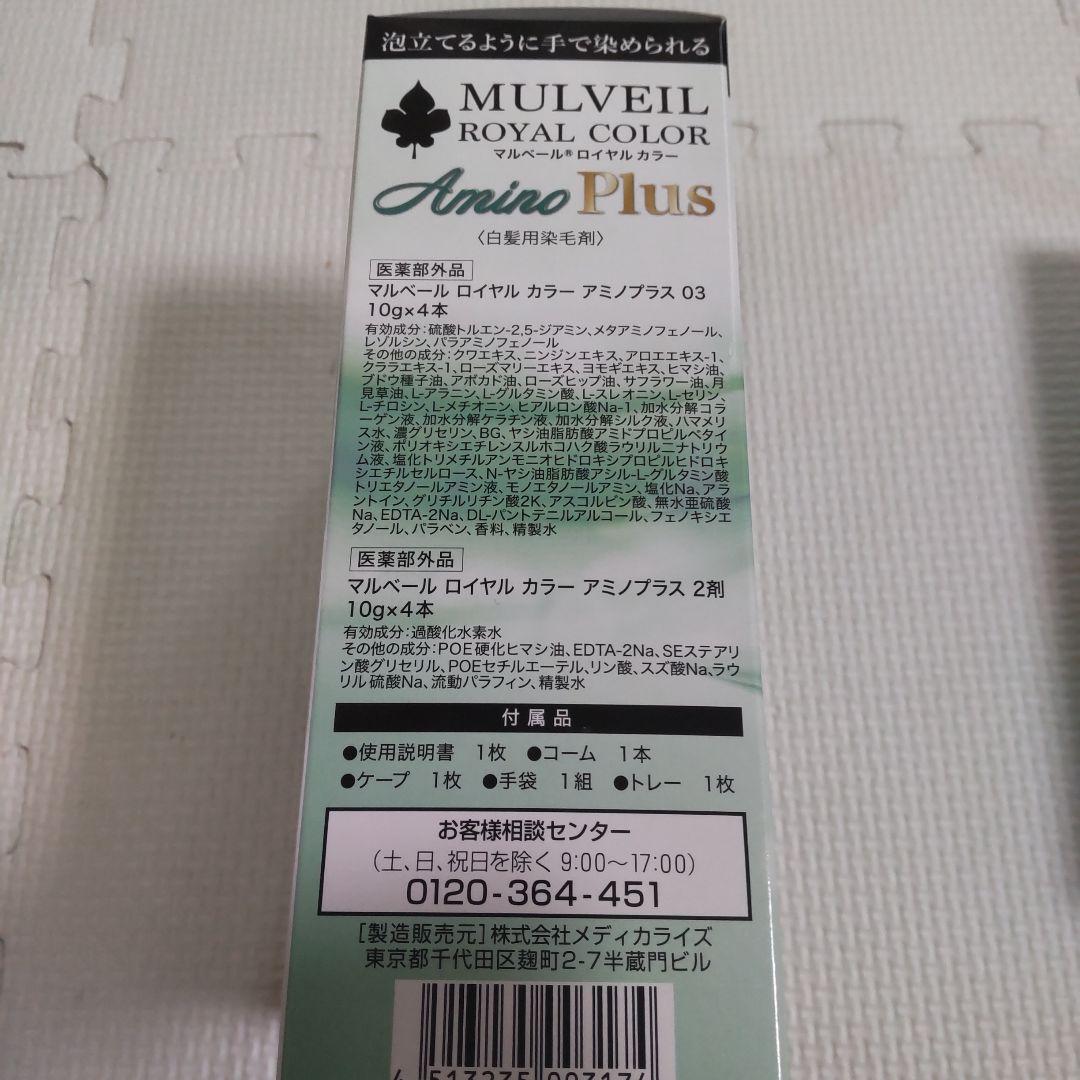 泡立てるように手で染められる
MULVEIL
ROYAL COLOR
マルベール® ロイヤル カラー
Amino Plus
〈白髪用染毛剤〉
医薬部外品
マルベール ロイヤル カラー アミノプラス 03
10g×4本
有効成分:硫酸トルエン-2,5-ジアミン、メタアミノフェノール、
レゾルシン、パラアミノフェノール
その他の成分:クワエキス、ニンジンエキス、アロエエキス-1、
クララエキス-1、ローズマリーエキス、ヨモギエキス、ヒマシ油、
ブドウ種子油、アボカド油、ローズヒップ油、サフラワー油、月
見草油、L-アラニン、L-グルタミン酸、L-スレオニン、L-セリン、
L-チロシン、L-メチオニン、ヒアルロン酸Na-1、加水分解コラ
ーゲン液、加水分解ケラチン液、加水分解シルク液、ハマメリ
ス水、濃グリセリン、BG、ヤシ油脂肪酸アミドプロピルベタイ
ン液、ポリオキシエチレンスルホコハク酸ラウリル二ナトリウ
ム液、塩化トリメチルアンモニオヒドロキシプロピルヒドロキ
シエチルセルロース、N-ヤシ油脂肪酸アシル-L-グルタミン酸
トリエタノールアミン液、モノエタノールアミン、塩化Na、アラ
ントイン、グリチルリチン酸2K、アスコルビン酸、無水亜硫酸
Na、EDTA-2Na、DL-パントテニルアルコール、フェノキシエ
タノール、パラベン、香料、精製水
医薬部外品
マルベール ロイヤル カラー アミノプラス 2剤
10g×4本
有効成分:過酸化水素水
その他の成分:POE硬化ヒマシ油、EDTA-2Na、SEステアリ
ン酸グリセリル、POEセチルエーテル、リン酸、スズ酸Na、ラウ
リル硫酸Na、流動パラフィン、精製水
付属品
●使用説明書 1枚 ●コーム 1本
●ケープ 1枚 ●手袋 1組 ●トレー 1枚
お客様相談センター
(土、日、祝日を除く 9:00〜17:00)
0120-364-451
[製造販売元]株式会社メディカライズ
東京都千代田区麹町2-7半蔵門ビル
4 513235 003174